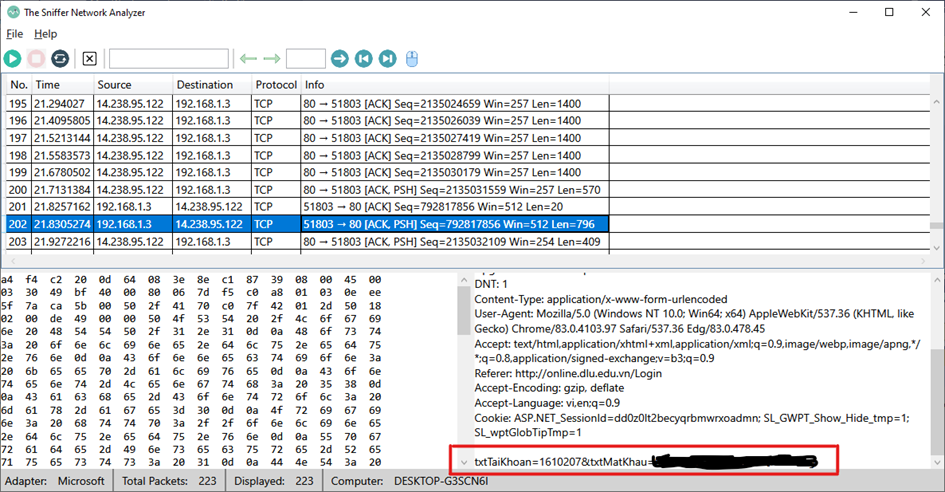 The Sniffer Network Analyzer
File Help
No. Time Source Destination Protocol Info
195 21.294027 14.238.95.122 192.168.1.3 TCP 80 → 51803 [ACK] Seq=2135024659 Win=257 Len=1400
196 21.4095805 14.238.95.122 192.168.1.3 TCP 80 → 51803 [ACK] Seq=2135026039 Win=257 Len=1400
197 21.5213144 14.238.95.122 192.168.1.3 TCP 80 → 51803 [ACK] Seq=2135027419 Win=257 Len=1400
198 21.5583573 14.238.95.122 192.168.1.3 TCP 80 → 51803 [ACK] Seq=2135028799 Win=257 Len=1400
199 21.6780502 14.238.95.122 192.168.1.3 TCP 80 → 51803 [ACK] Seq=2135030179 Win=257 Len=1400
200 21.7131384 14.238.95.122 192.168.1.3 TCP 80 → 51803 [ACK, PSH] Seq=2135031559 Win=257 Len=570
201 21.8257162 192.168.1.3 14.238.95.122 TCP 51803 → 80 [ACK] Seq=792817856 Win=512 Len=20
202 21.8305274 192.168.1.3 14.238.95.122 TCP 51803 → 80 [ACK, PSH] Seq=792817856 Win=512 Len=796
203 21.9272216 14.238.95.122 192.168.1.3 TCP 80 → 51803 [ACK, PSH] Seq=2135032109 Win=254 Len=409
a4 f4 c2 20 0d 64 08 3e 8e c1 87 39 08 00 45 00
03 30 49 bf 40 00 80 06 7d f5 c0 a8 01 03 0e ee
5f 7a ca 5b 00 50 2f 41 70 c0 7f 42 01 2d 50 18
02 00 de 49 00 00 50 4f 53 54 20 2f 4c 6f 67 69
6e 20 48 54 54 50 2f 31 2e 31 0d 0a 48 6f 73 74
3a 20 6f 6e 6c 69 6e 65 2e 64 6c 75 2e 65 64 75
2e 76 6e 0d 0a 43 6f 6e 6e 65 63 74 69 6f 6e 3a
20 6b 65 65 70 2d 61 6c 69 76 65 0d 0a 43 6f 6e
74 65 6e 74 2d 4c 65 6e 67 74 68 3a 20 35 38 0d
0a 43 61 63 68 65 2d 43 6f 6e 74 72 6f 6c 3a 20
6d 61 78 2d 61 67 65 3d 30 0d 0a 4f 72 69 67 69
6e 3a 20 68 74 74 70 3a 2f 2f 6f 6e 6c 69 6e 65
2e 64 6c 75 2e 65 64 75 2e 76 6e 0d 0a 55 70 67
72 61 64 65 2d 49 6e 73 65 63 75 72 65 2d 52 65
71 75 65 73 74 73 3a 20 31 0d 0a 44 4e 54 3a 20
DNT: 1
Content-Type: application/x-www-form-urlencoded
User-Agent: Mozilla/5.0 (Windows NT 10.0; Win64; x64) AppleWebKit/537.36 (KHTML, like
Gecko) Chrome/83.0.4103.97 Safari/537.36 Edg/83.0.478.45
Accept: text/html,application/xhtml+xml,application/xml;q=0.9,image/webp,image/apng,*/
*;q=0.8,application/signed-exchange;v=b3;q=0.9
Referer: http://online.dlu.edu.vn/Login
Accept-Encoding: gzip, deflate
Accept-Language: vi,en;q=0.9
Cookie: ASP.NET_SessionId=dd0z0lt2becyqrbmwrxoadmn; SL_GWPT_Show_Hide_tmp=1;
SL_wptGlobTipTmp=1
txtTaiKhoan=1610207&txtMatKhau=
Adapter: Microsoft Total Packets: 223 Displayed: 223 Computer: DESKTOP-G3SCN6I